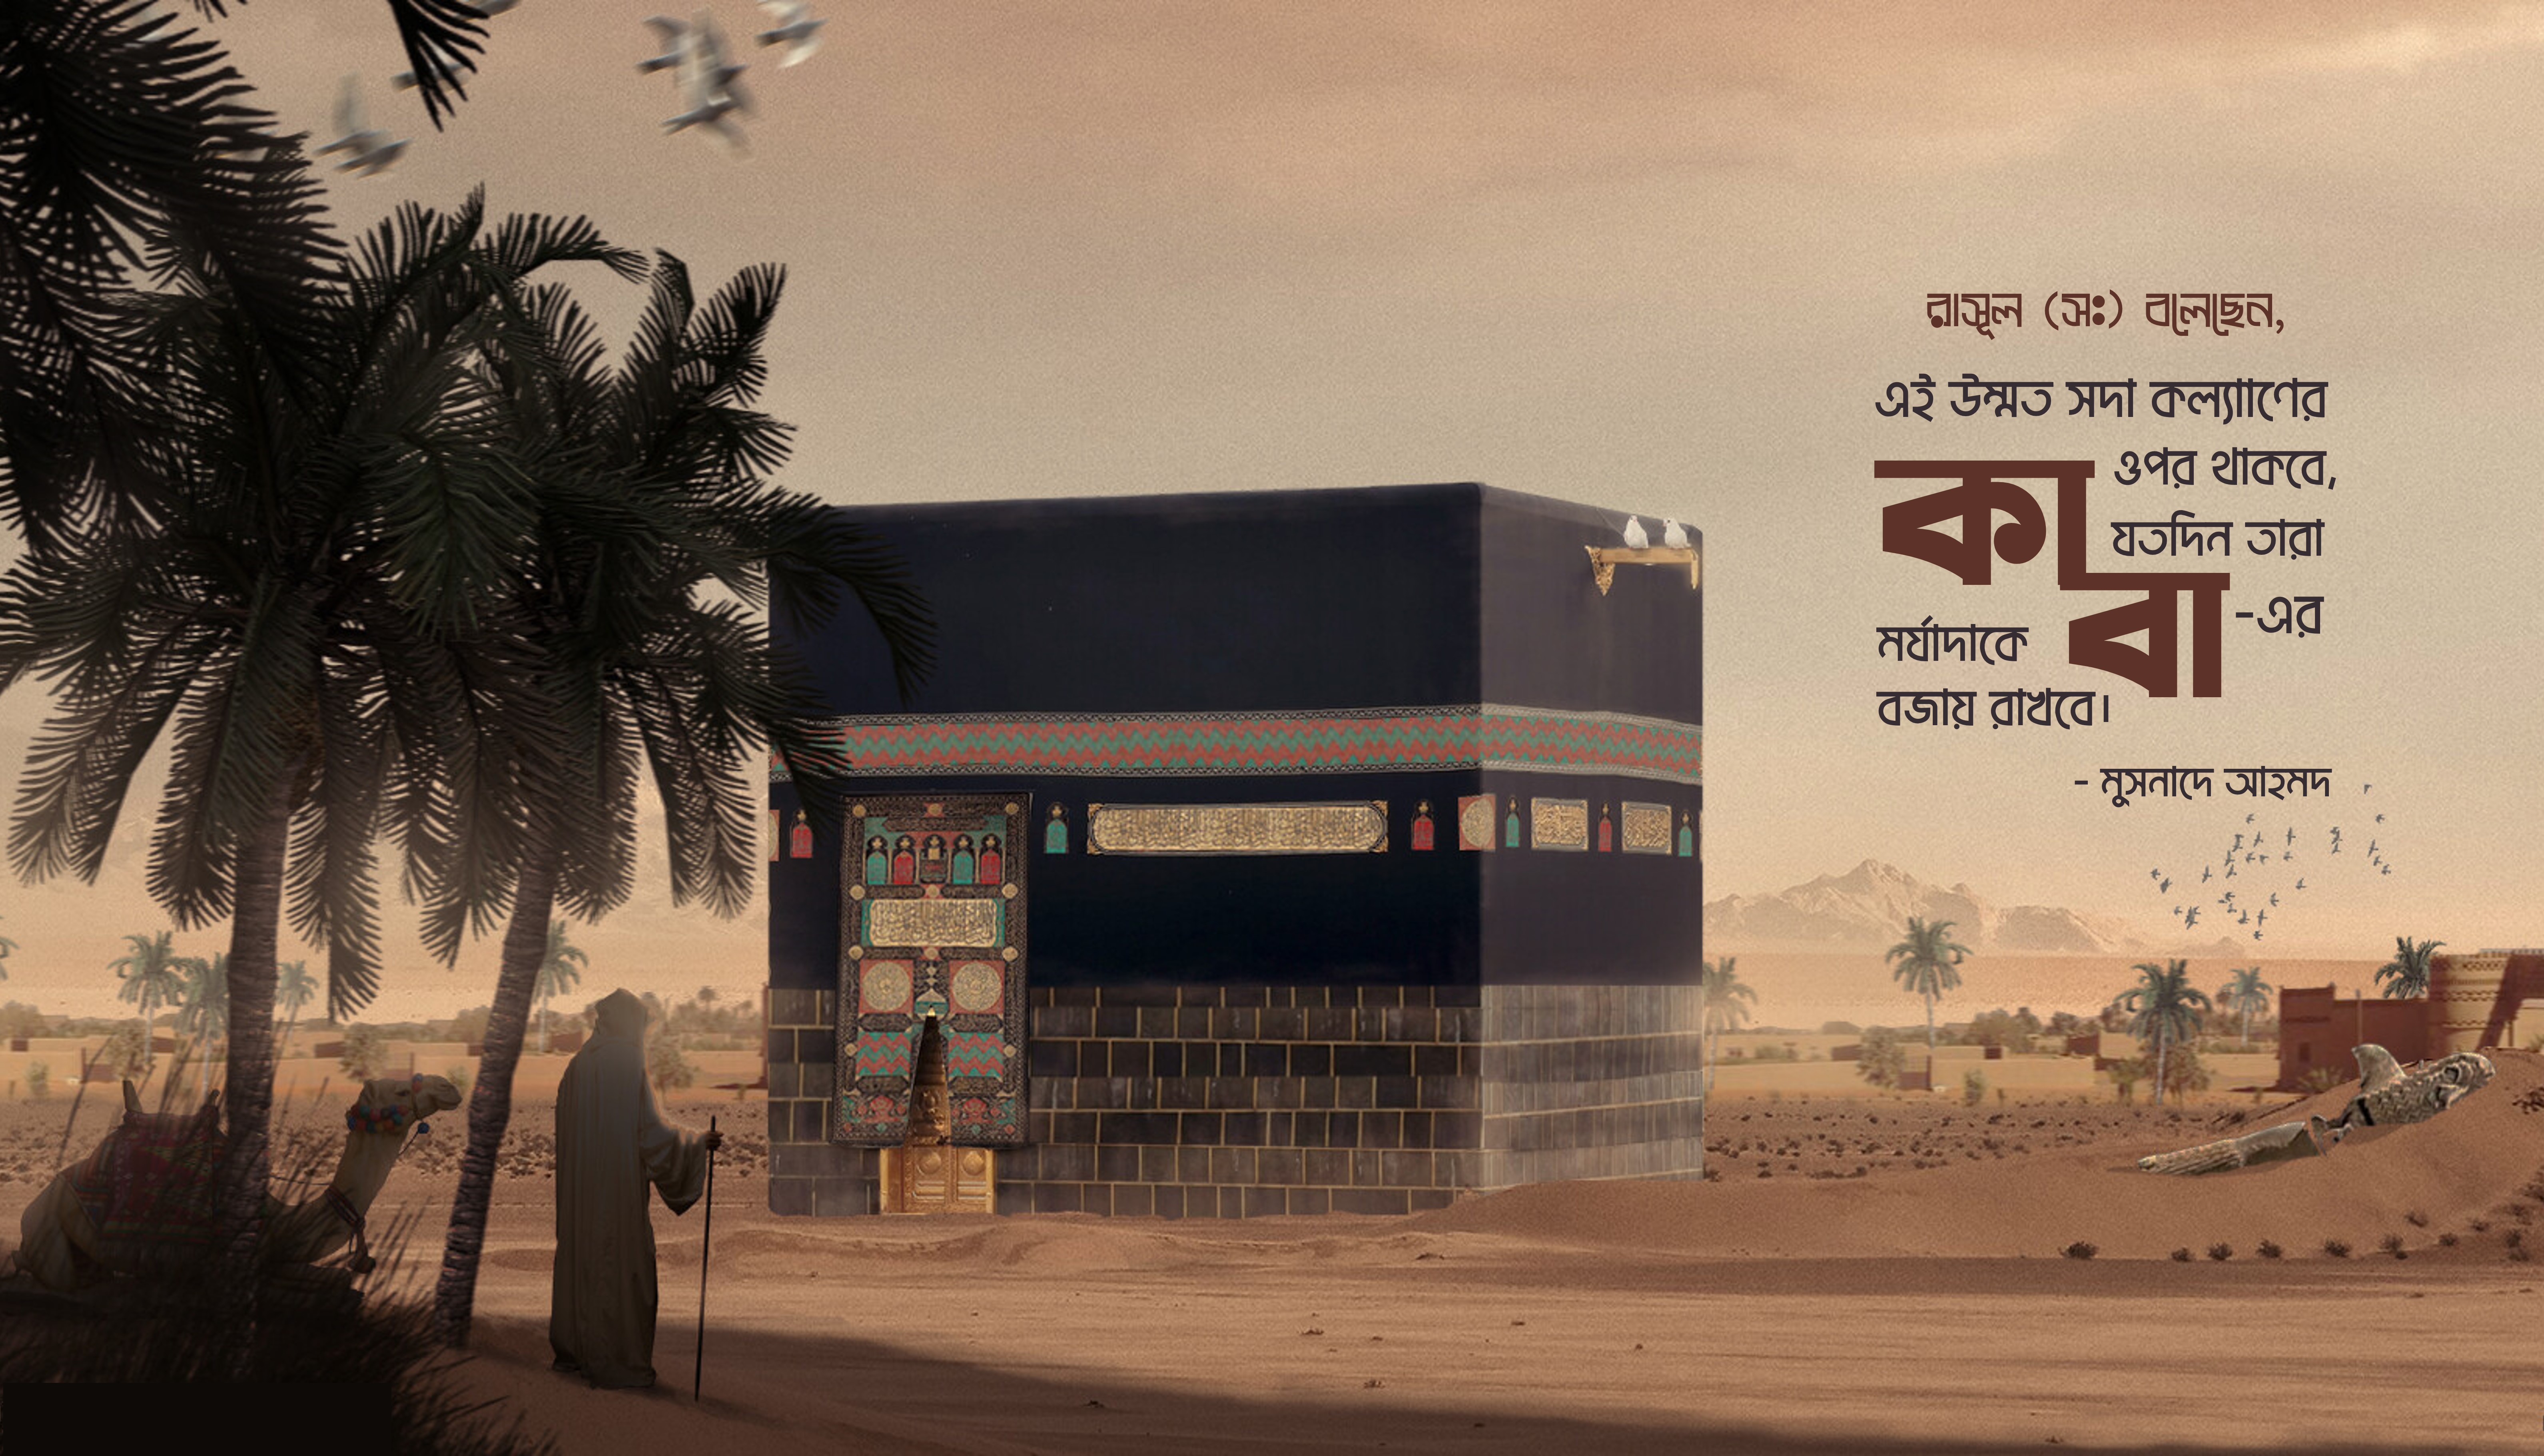 রাসূল (সঃ) বলেছেন,
এই উম্মত সদা কল্যাণের
ওপর থাকবে,
যতদিন তারা
কাবা -এর
মর্যাদাকে
বজায় রাখবে।
- মুসনাদে আহমদ